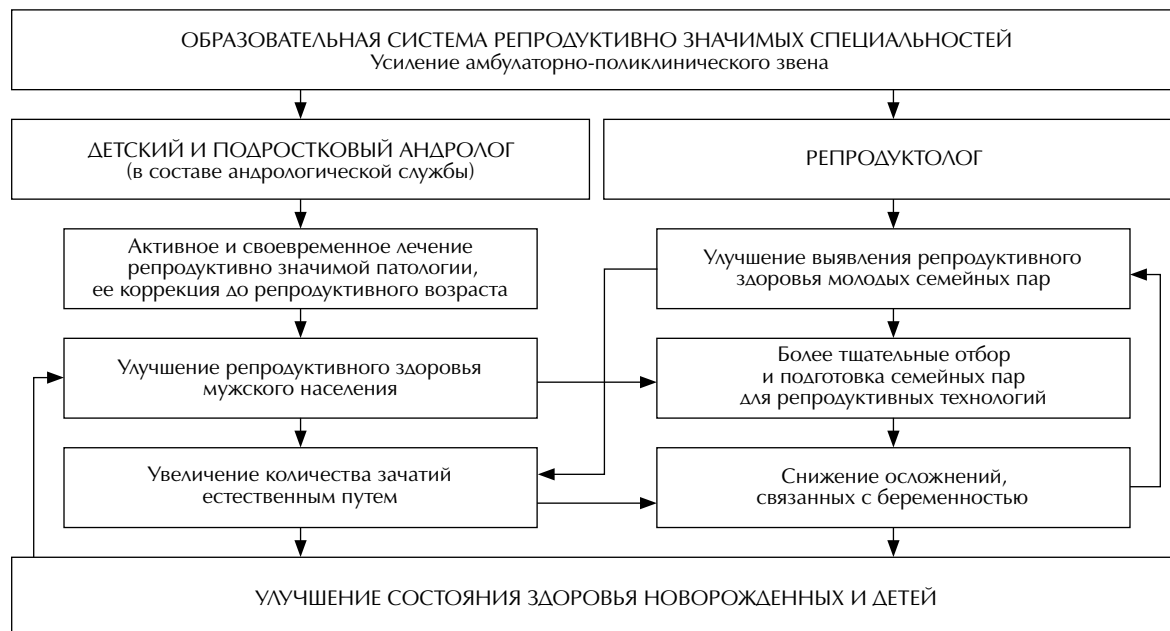 ОБРАЗОВАТЕЛЬНАЯ СИСТЕМА РЕПРОДУКТИВНО ЗНАЧИМЫХ СПЕЦИАЛЬНОСТЕЙ
Усиление амбулаторно-поликлинического звена
ДЕТСКИЙ И ПОДРОСТКОВЫЙ АНДРОЛОГ
(в составе андрологической службы)
РЕПРОДУКТОЛОГ
Активное и своевременное лечение
репродуктивно значимой патологии,
ее коррекция до репродуктивного возраста
Улучшение выявления репродуктивного
здоровья молодых семейных пар
Улучшение репродуктивного здоровья
мужского населения
Более тщательные отбор
и подготовка семейных пар
для репродуктивных технологий
Увеличение количества зачатий
естественным путем
Снижение осложнений,
связанных с беременностью
УЛУЧШЕНИЕ СОСТОЯНИЯ ЗДОРОВЬЯ НОВОРОЖДЕННЫХ И ДЕТЕЙ